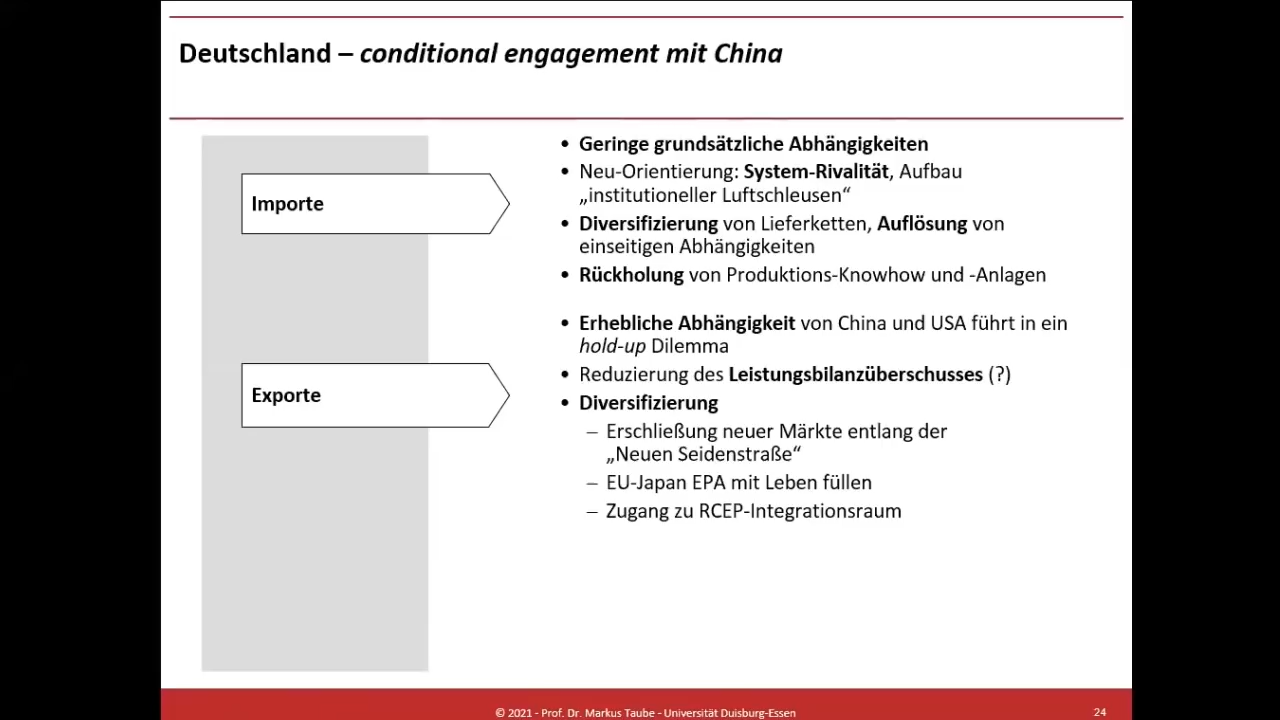 Deutschland – conditional engagement mit China
Importe
• Geringe grundsätzliche Abhängigkeiten
• Neu-Orientierung: System-Rivalität, Aufbau
„institutioneller Luftschleusen“
• Diversifizierung von Lieferketten, Auflösung von
einseitigen Abhängigkeiten
• Rückholung von Produktions-Knowhow und -Anlagen
Exporte
• Erhebliche Abhängigkeit von China und USA führt in ein
hold-up Dilemma
• Reduzierung des Leistungsbilanzüberschusses (?)
• Diversifizierung
– Erschließung neuer Märkte entlang der
„Neuen Seidenstraße“
– EU-Japan EPA mit Leben füllen
– Zugang zu RCEP-Integrationsraum
© 2021 - Prof. Dr. Markus Taube - Universität Duisburg-Essen
24